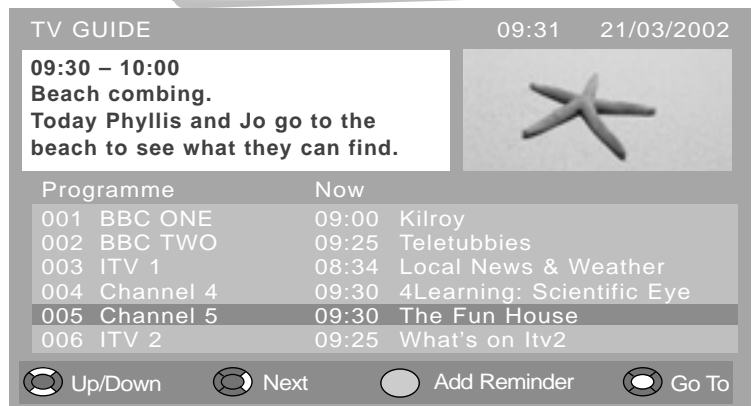 TV GUIDE 09:31 21/03/2002
09:30 – 10:00
Beach combing.
Today Phyllis and Jo go to the
beach to see what they can find.
Programme Now
001 BBC ONE 09:00 Kilroy
002 BBC TWO 09:25 Teletubbies
003 ITV 1 08:34 Local News & Weather
004 Channel 4 09:30 4Learning: Scientific Eye
005 Channel 5 09:30 The Fun House
006 ITV 2 09:25 What's on Itv2
Up/Down Next Add Reminder Go To